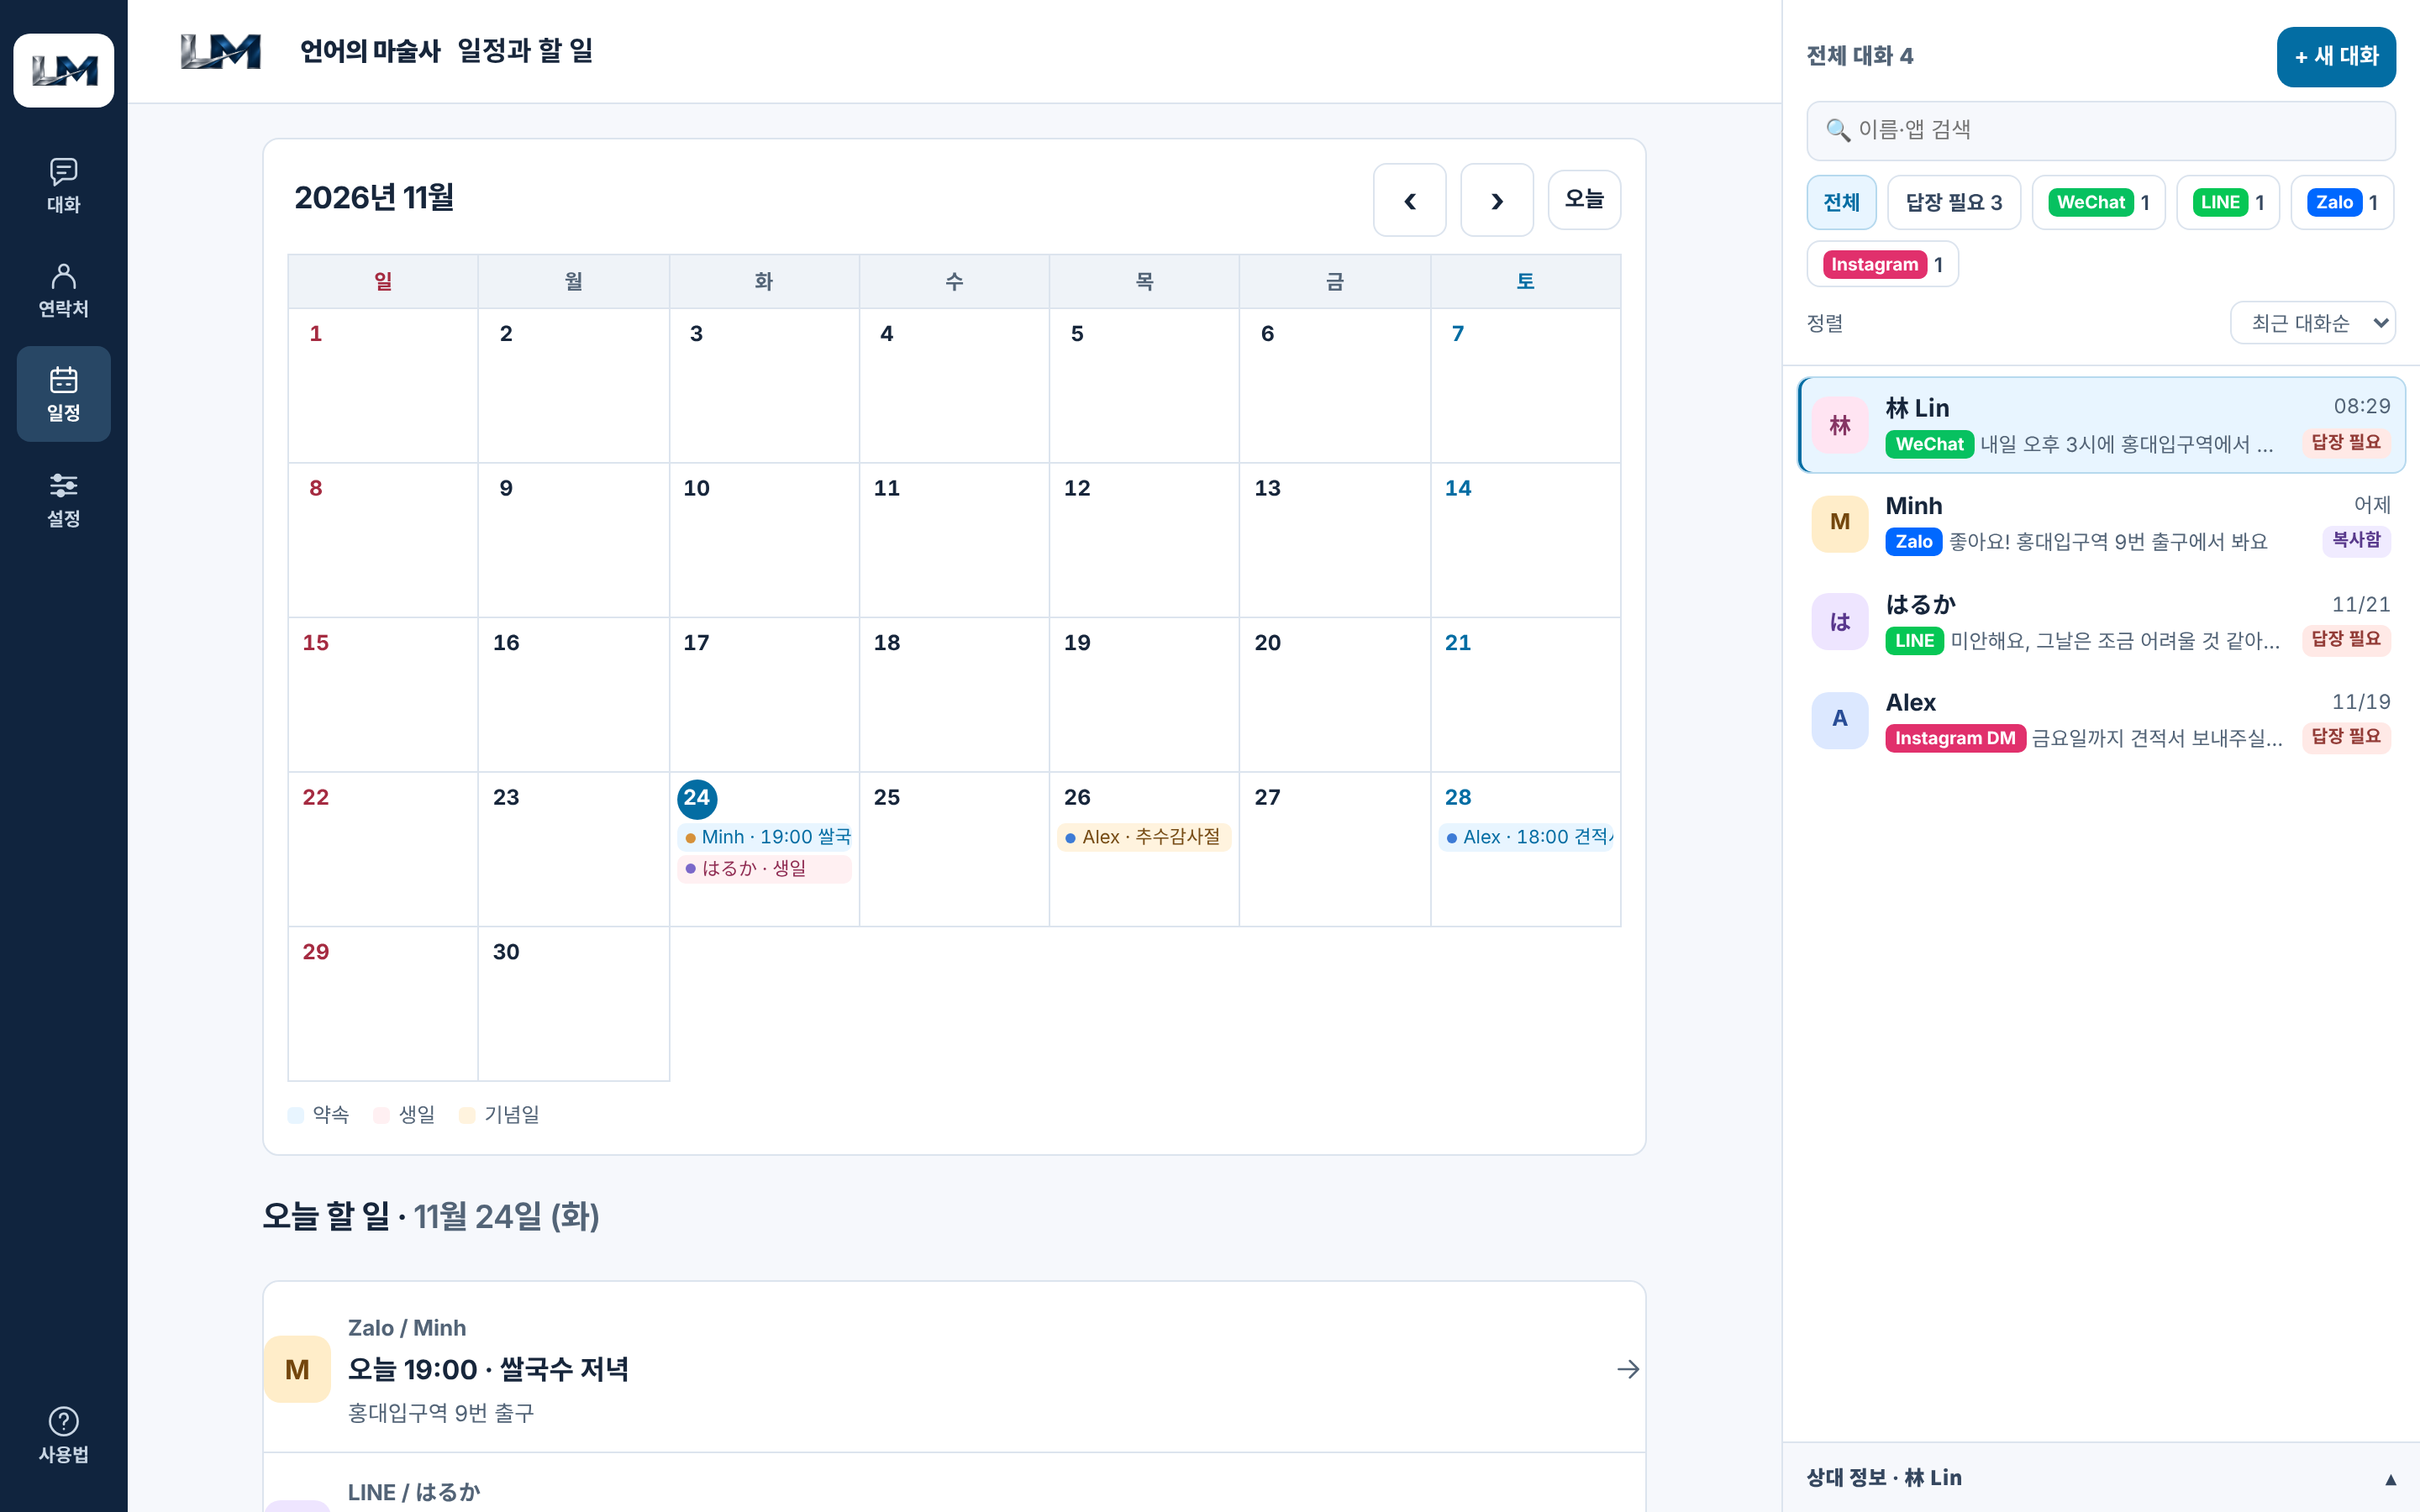 LM
대화
연락처
일정
설정
사용법
LM 언어의 마술사 일정과 할 일
2026년 11월
‹ › 오늘
일 월 화 수 목 금 토
1 2 3 4 5 6 7
8 9 10 11 12 13 14
15 16 17 18 19 20 21
22 23 24 25 26 27 28
Minh · 19:00 쌀국
はるか · 생일
Alex · 추수감사절
Alex · 18:00 견적
29 30
약속 생일 기념일
오늘 할 일 · 11월 24일 (화)
M
Zalo / Minh
오늘 19:00 · 쌀국수 저녁
홍대입구역 9번 출구
→
LINE / はるか
전체 대화 4
+ 새 대화
🔍 이름·앱 검색
전체 답장 필요 3 WeChat 1 LINE 1 Zalo 1
Instagram 1
정렬 최근 대화순
林
林 Lin 08:29
WeChat 내일 오후 3시에 홍대입구역에서 ... 답장 필요
M
Minh 어제
Zalo 좋아요! 홍대입구역 9번 출구에서 봐요 복사함
は
はるか 11/21
LINE 미안해요, 그날은 조금 어려울 것 같아... 답장 필요
A
Alex 11/19
Instagram DM 금요일까지 견적서 보내주실... 답장 필요
상대 정보 · 林 Lin ▲